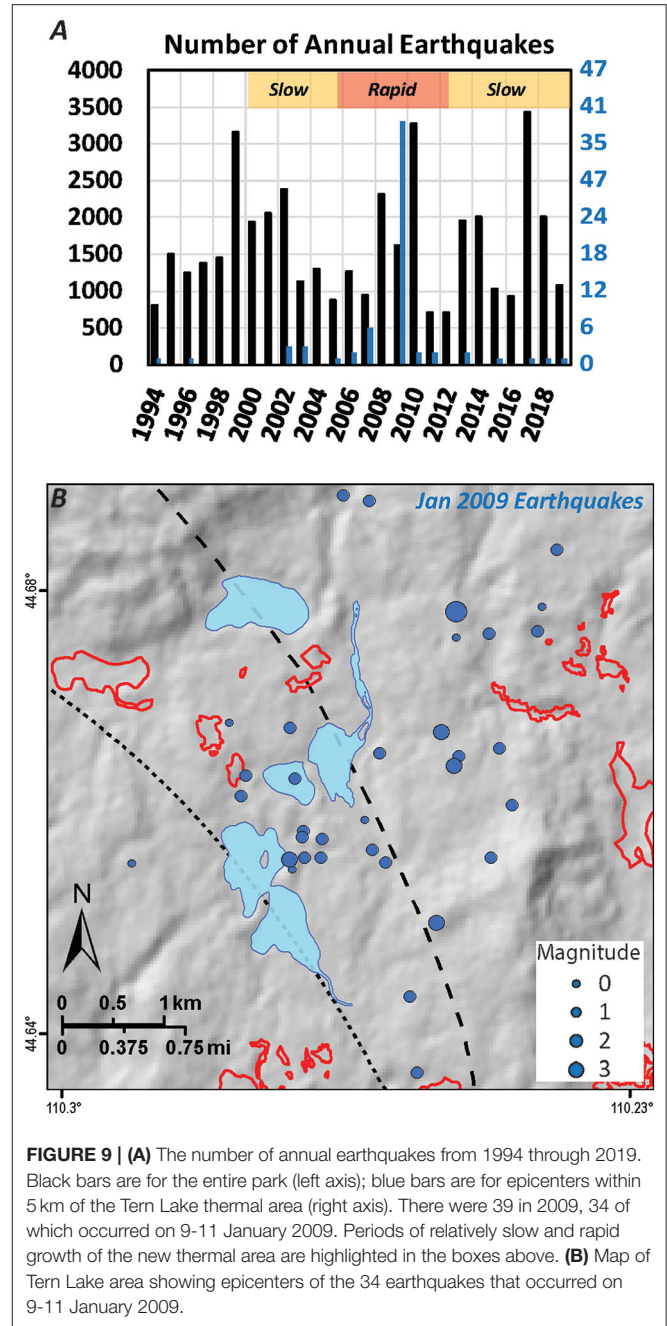 A
Number of Annual Earthquakes
4000
3500
3000
2500
2000
1500
1000
500
0
Slow
Rapid
Slow
47
41
35
47
24
18
12
6
0
1994
1996
1998
2000
2002
2004
2006
2008
2010
2012
2014
2016
2018
B
Jan 2009 Earthquakes
44.68°
44.64°
N
0 0.5 1 km
0 0.375 0.75 mi
Magnitude
0
1
2
3
110.3°
110.23°
FIGURE 9 | (A) The number of annual earthquakes from 1994 through 2019.
Black bars are for the entire park (left axis); blue bars are for epicenters within
5 km of the Tern Lake thermal area (right axis). There were 39 in 2009, 34 of
which occurred on 9-11 January 2009. Periods of relatively slow and rapid
growth of the new thermal area are highlighted in the boxes above. (B) Map of
Tern Lake area showing epicenters of the 34 earthquakes that occurred on
9-11 January 2009.